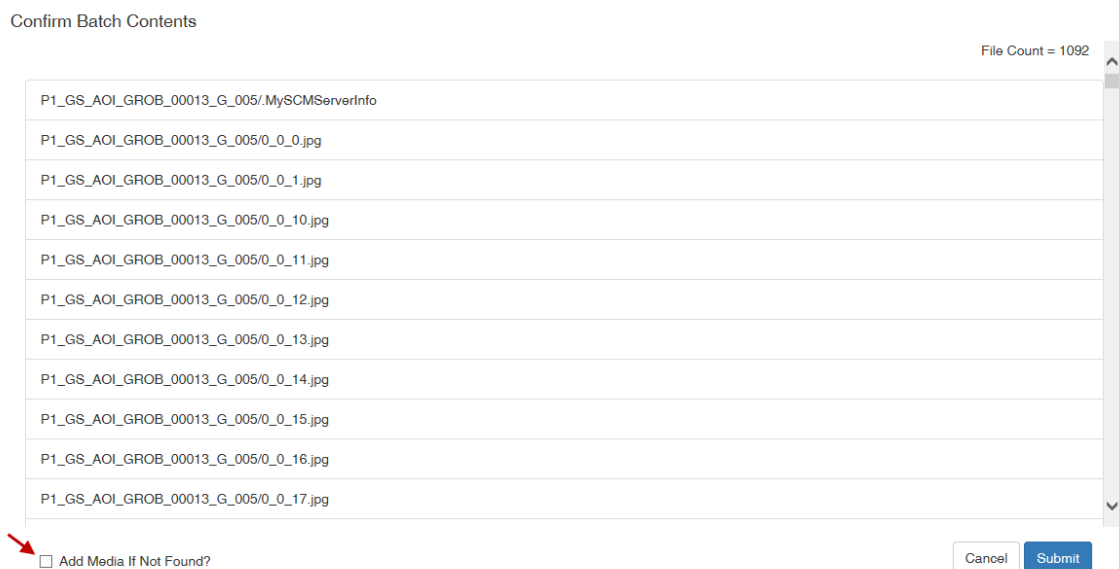 Confirm Batch Contents
File Count = 1092
P1_GS_AOI_GROB_00013_G_005/.MySCMServerInfo
P1_GS_AOI_GROB_00013_G_005/0_0_0.jpg
P1_GS_AOI_GROB_00013_G_005/0_0_1.jpg
P1_GS_AOI_GROB_00013_G_005/0_0_10.jpg
P1_GS_AOI_GROB_00013_G_005/0_0_11.jpg
P1_GS_AOI_GROB_00013_G_005/0_0_12.jpg
P1_GS_AOI_GROB_00013_G_005/0_0_13.jpg
P1_GS_AOI_GROB_00013_G_005/0_0_14.jpg
P1_GS_AOI_GROB_00013_G_005/0_0_15.jpg
P1_GS_AOI_GROB_00013_G_005/0_0_16.jpg
P1_GS_AOI_GROB_00013_G_005/0_0_17.jpg
Add Media If Not Found?
Cancel
Submit